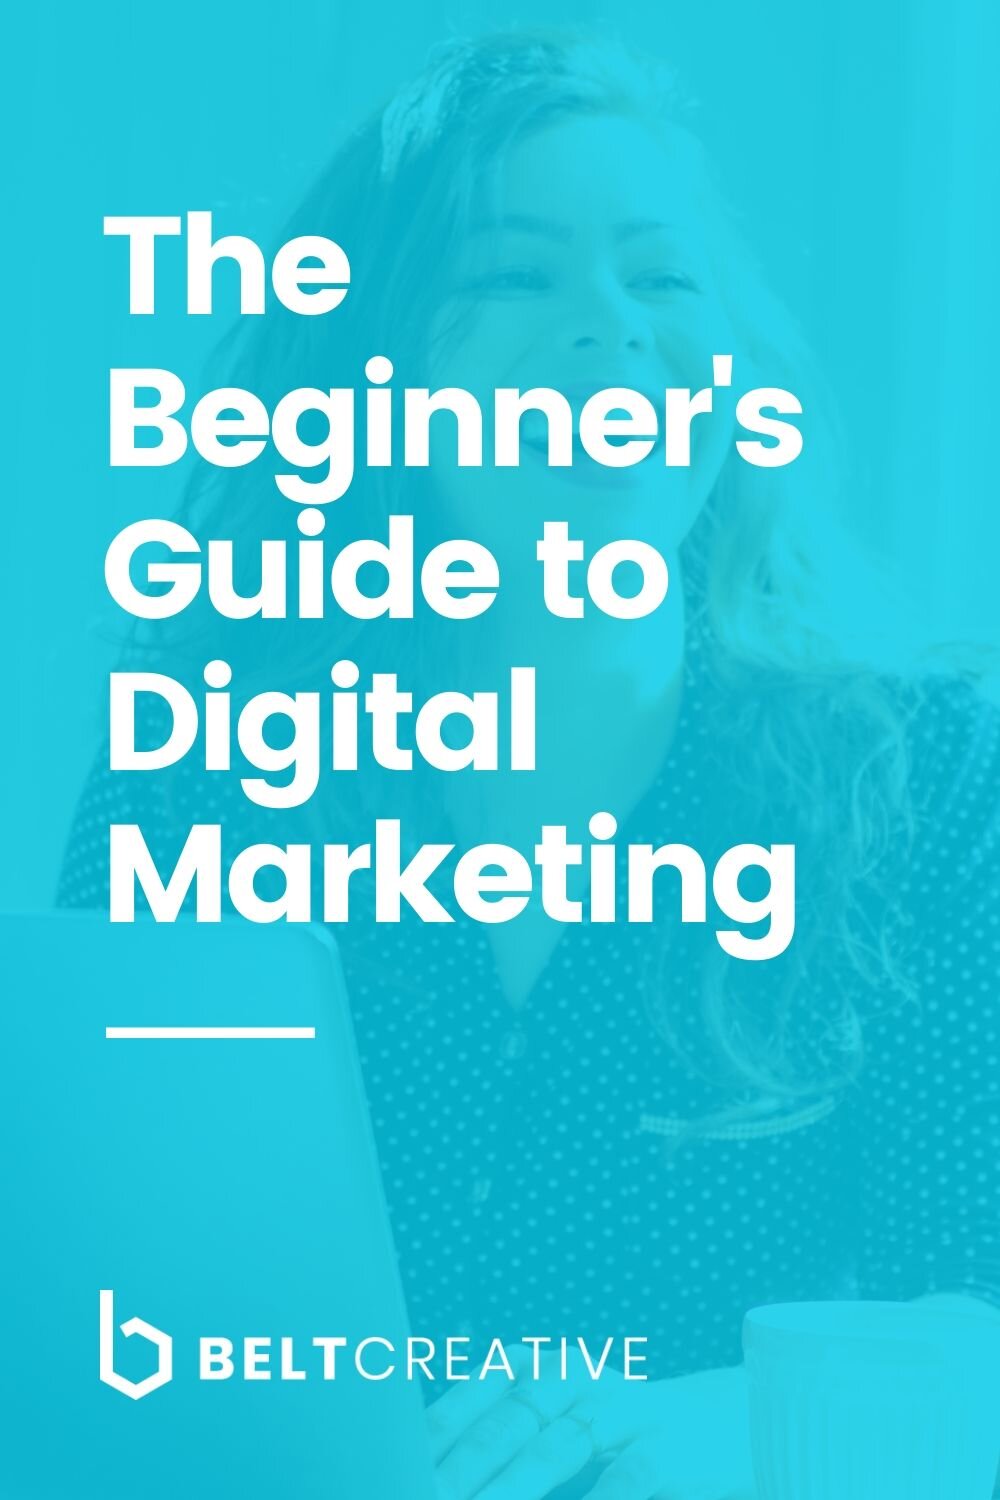 The
Beginner's
Guide to
Digital
Marketing
BELTCREATIVE